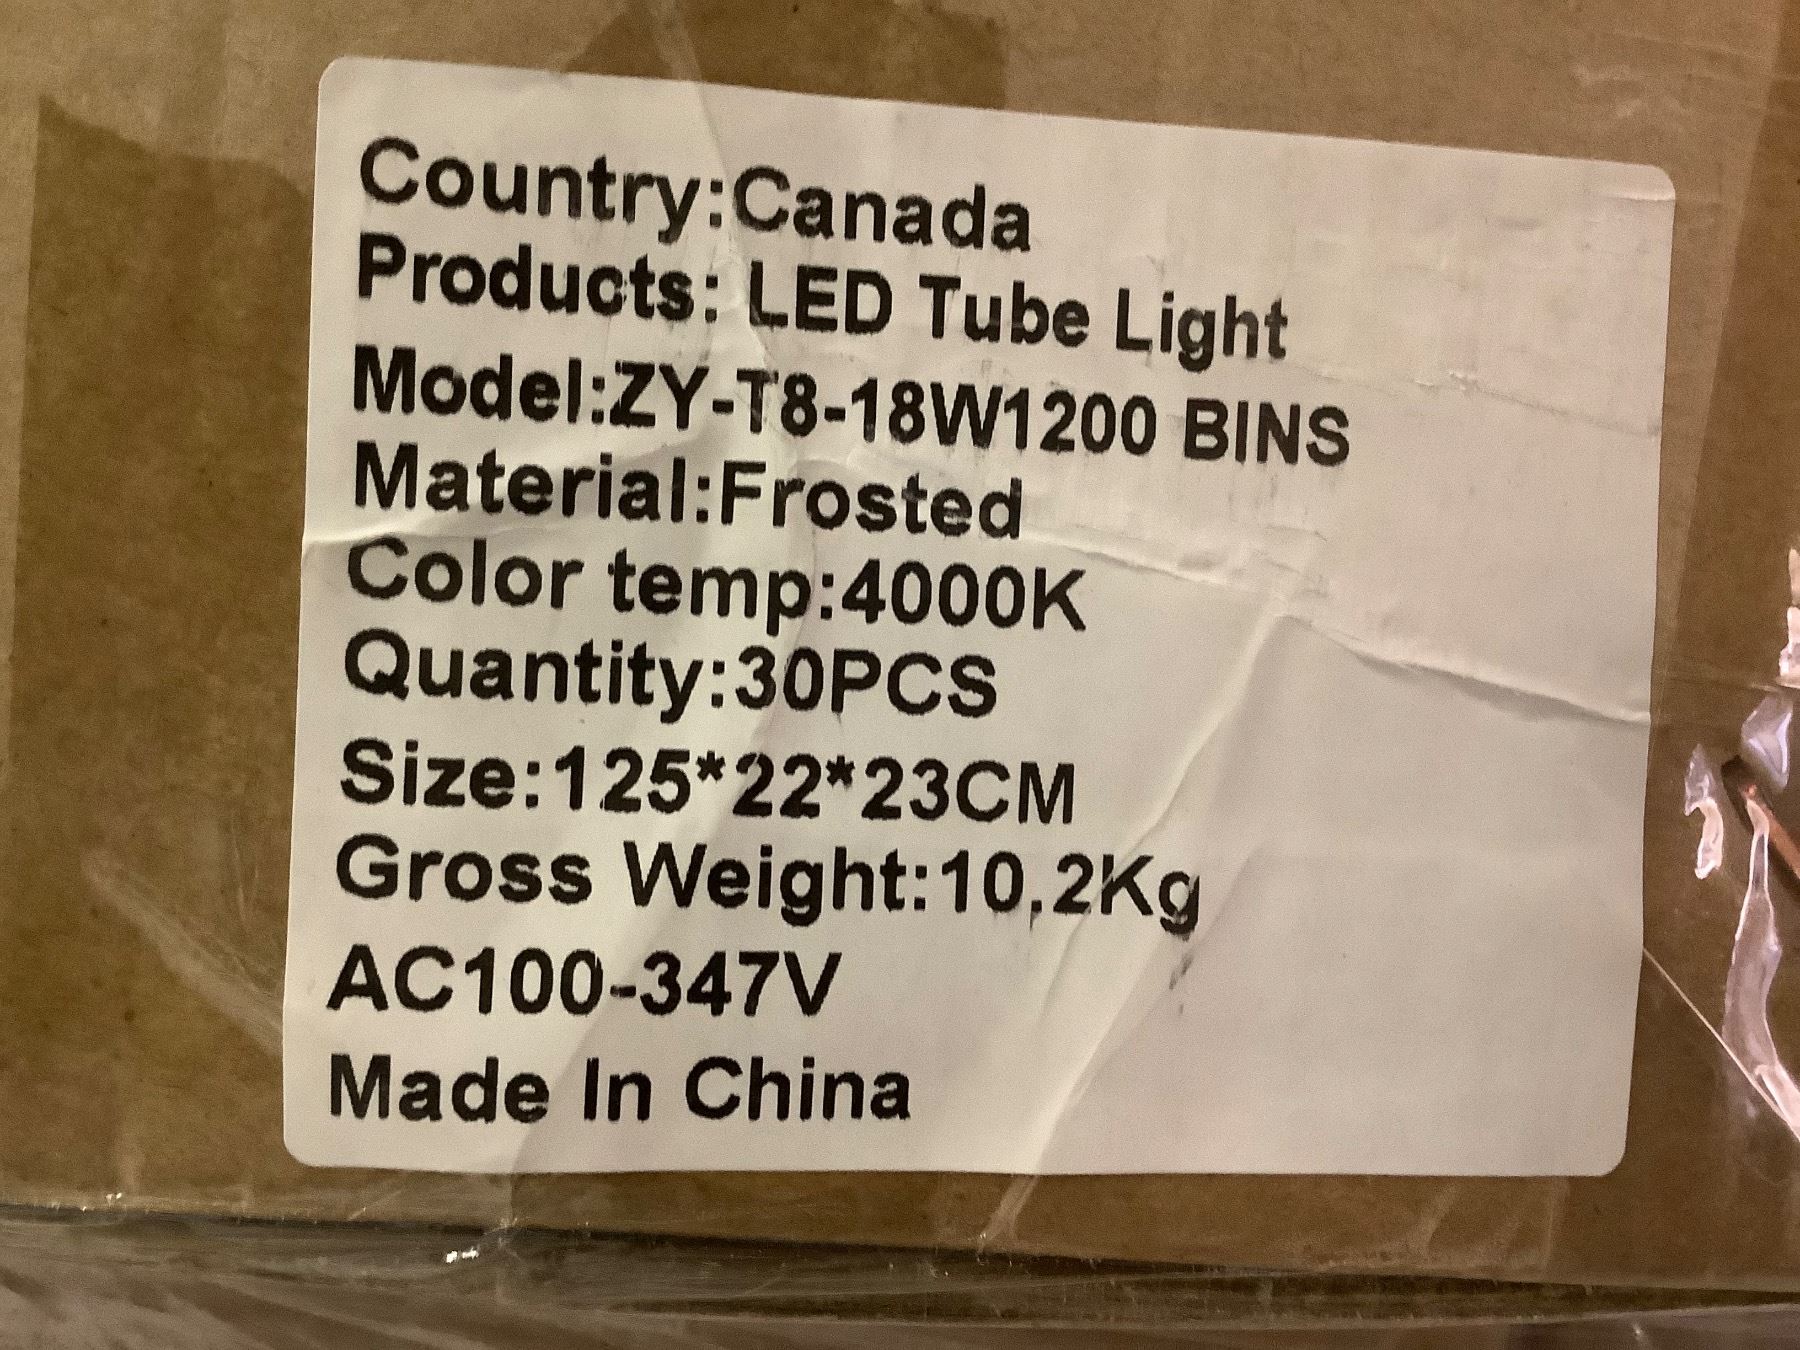 Country:Canada
Products: LED Tube Light
Model:ZY-T8-18W1200 BINS
Material:Frosted
Color temp:4000K
Quantity:30PCS
Size:125*22*23CM
Gross Weight:10.2Kg
AC100-347V
Made In China